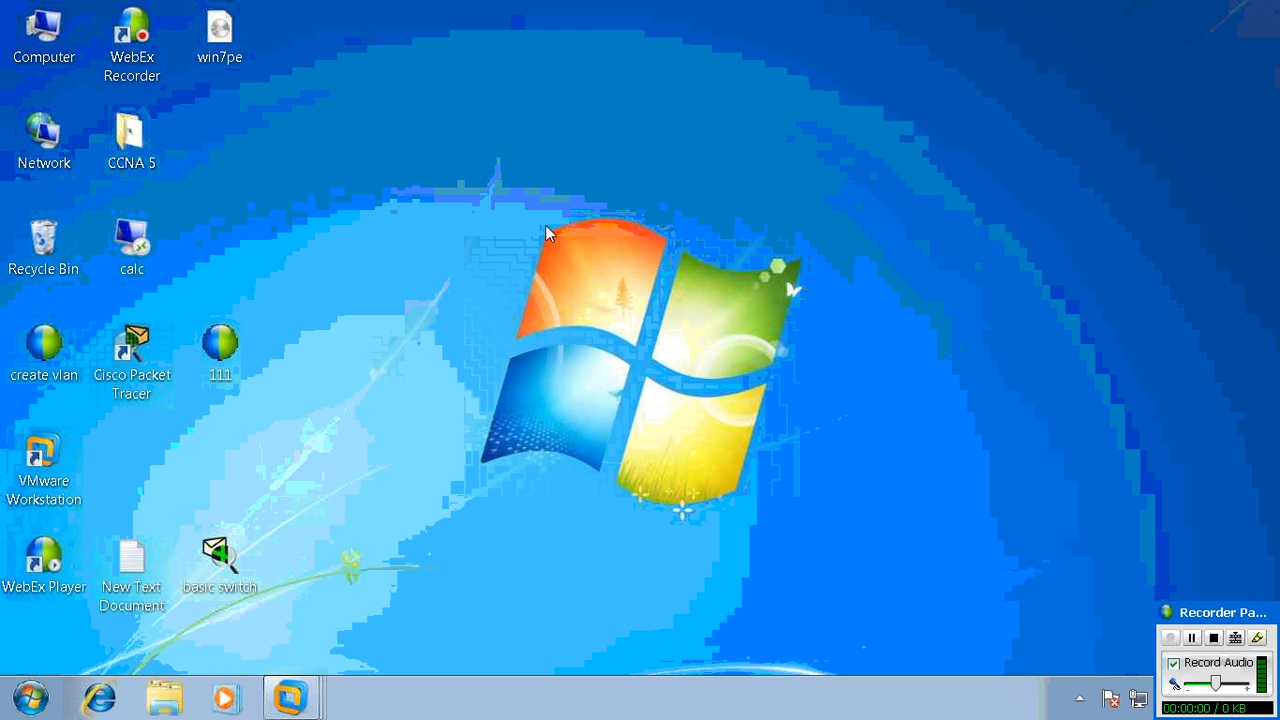 Computer
WebEx
Recorder
win7pe
Network
CCNA 5
Recycle Bin
calc
create vlan
Cisco Packet
Tracer
111
VMware
Workstation
WebEx Player
New Text
Document
basic switch
Recorder Pa...
Record Audio
- +
00:00:00 / 0 KB